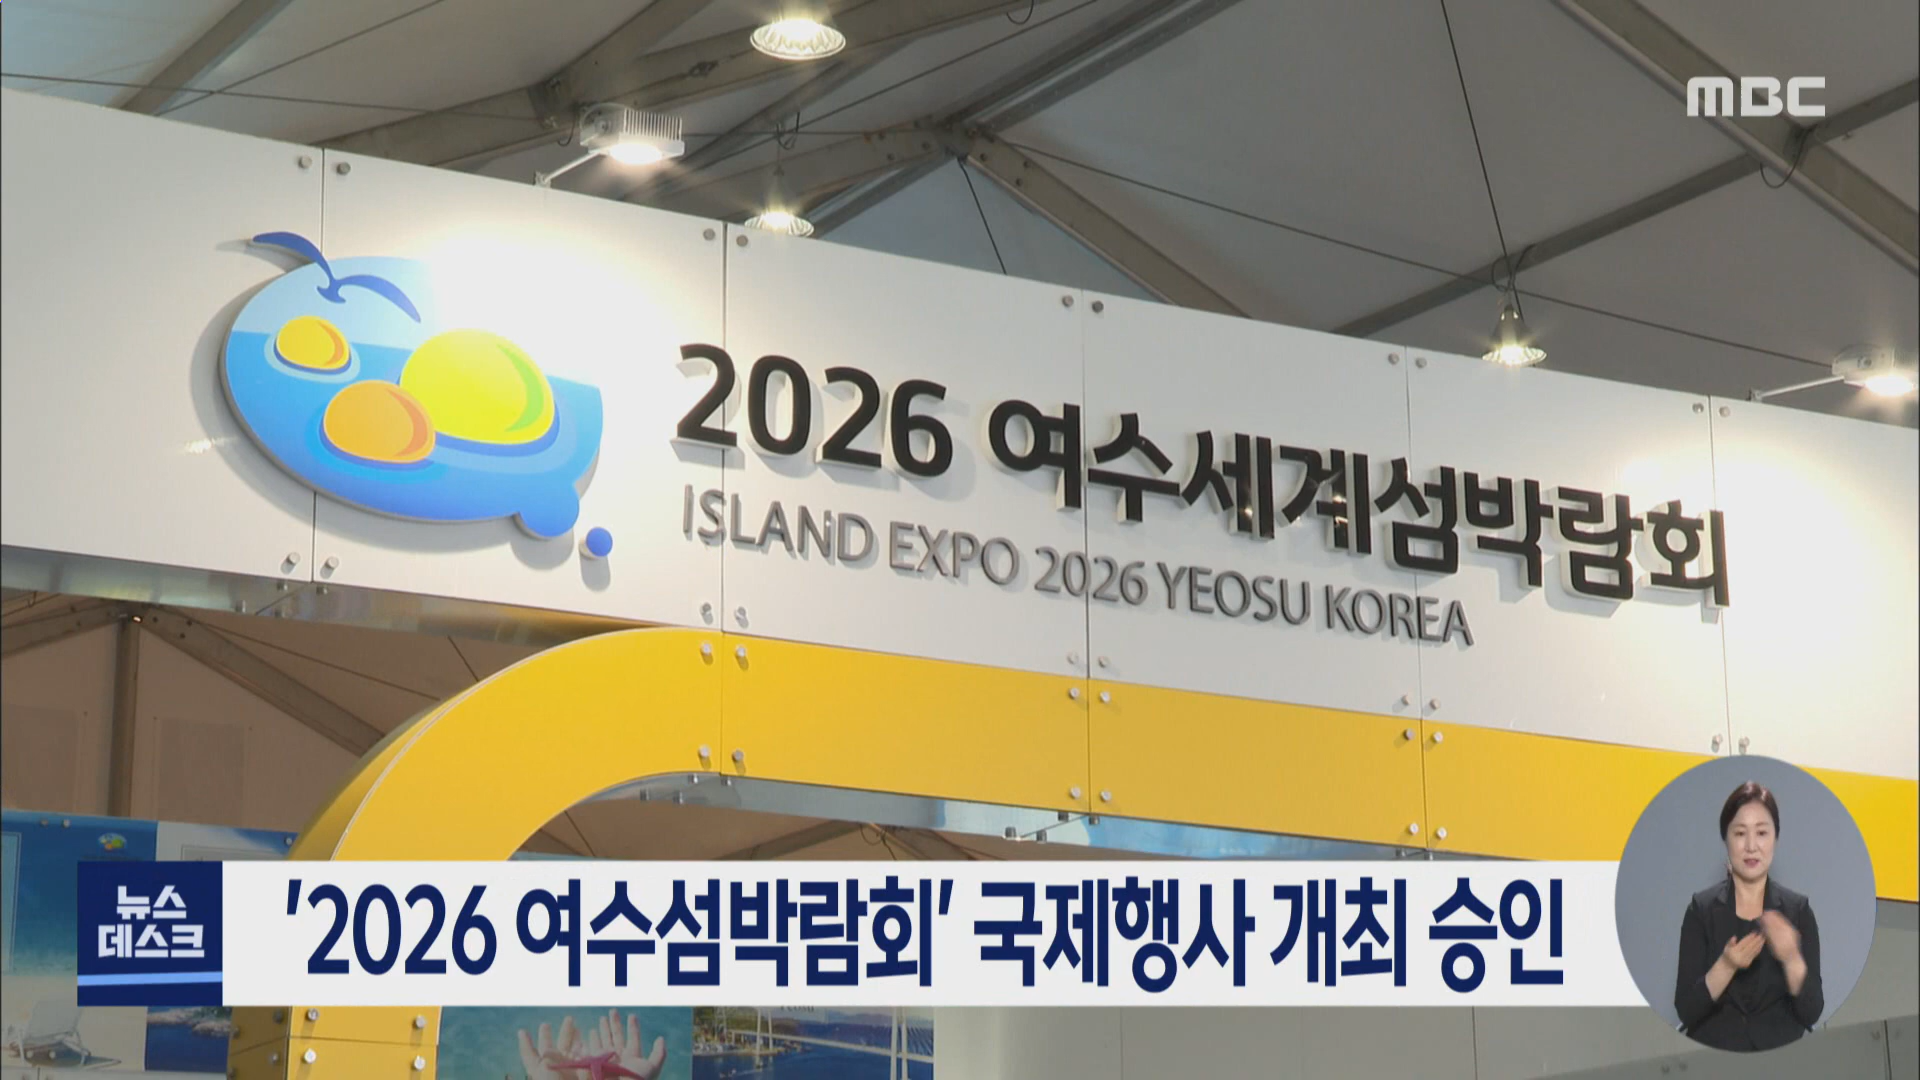 MBC
2026 여수세계섬박람회
ISLAND EXPO 2026 YEOSU KOREA
뉴스
데스크
'2026 여수섬박람회' 국제행사 개최 승인